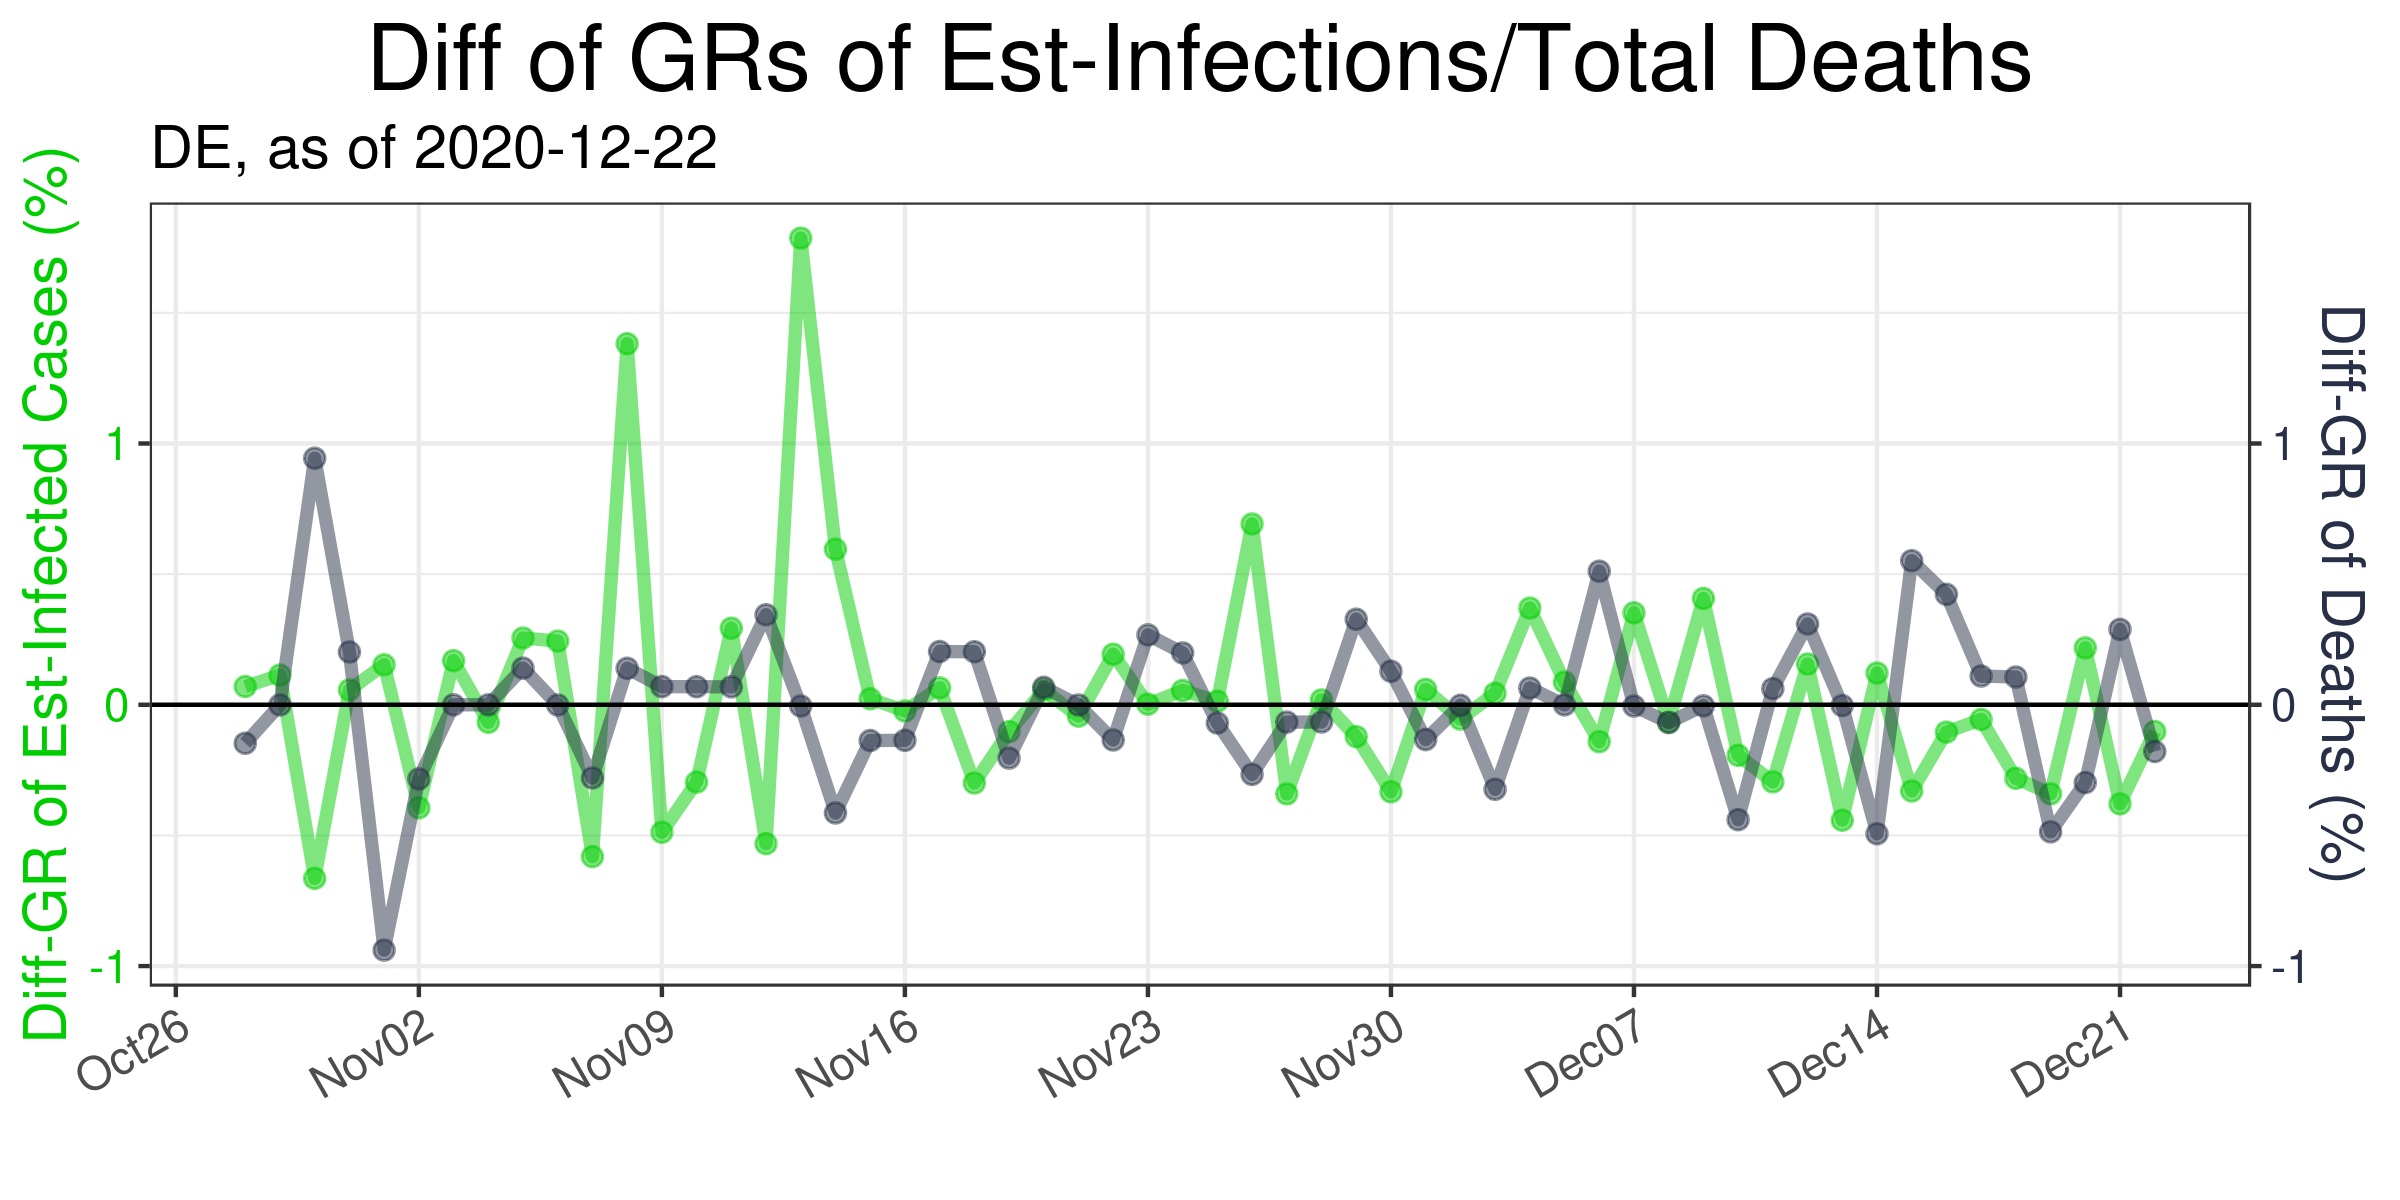 Diff of GRs of Est-Infections/Total Deaths
DE, as of 2020-12-22
Diff-GR of Est-Infected Cases (%)
1
0
-1
1
0
-1
Diff-GR of Deaths (%)
Oct26
Nov02
Nov09
Nov16
Nov23
Nov30
Dec07
Dec14
Dec21